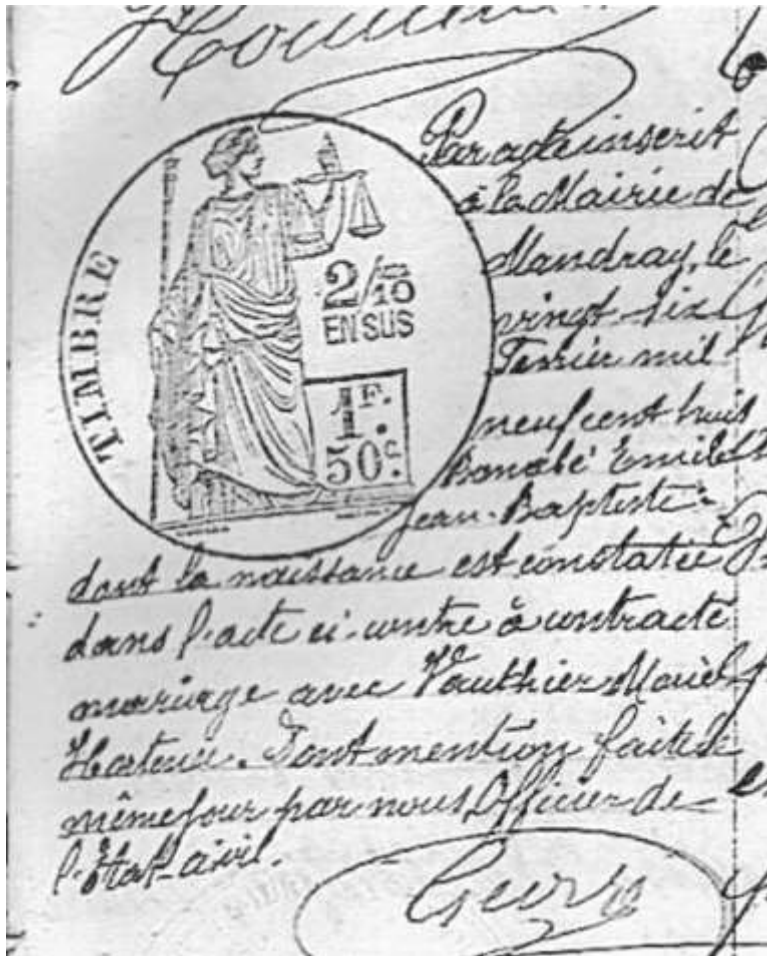 TIMBRE
2/10
EN SUS
1F.
50c.
Par acte inscrit
à la Mairie de
Mandray, le
vingt-six
Ferrier mil
neuf cent huit
Emile
Jean-Baptiste
dont la naissance est constatée
dans l'acte ci-contre à contracté
mariage avec Vauthier Marie
Hortense. Dont mention faite le
même jour par nous Officier de
l'Etat-civil.